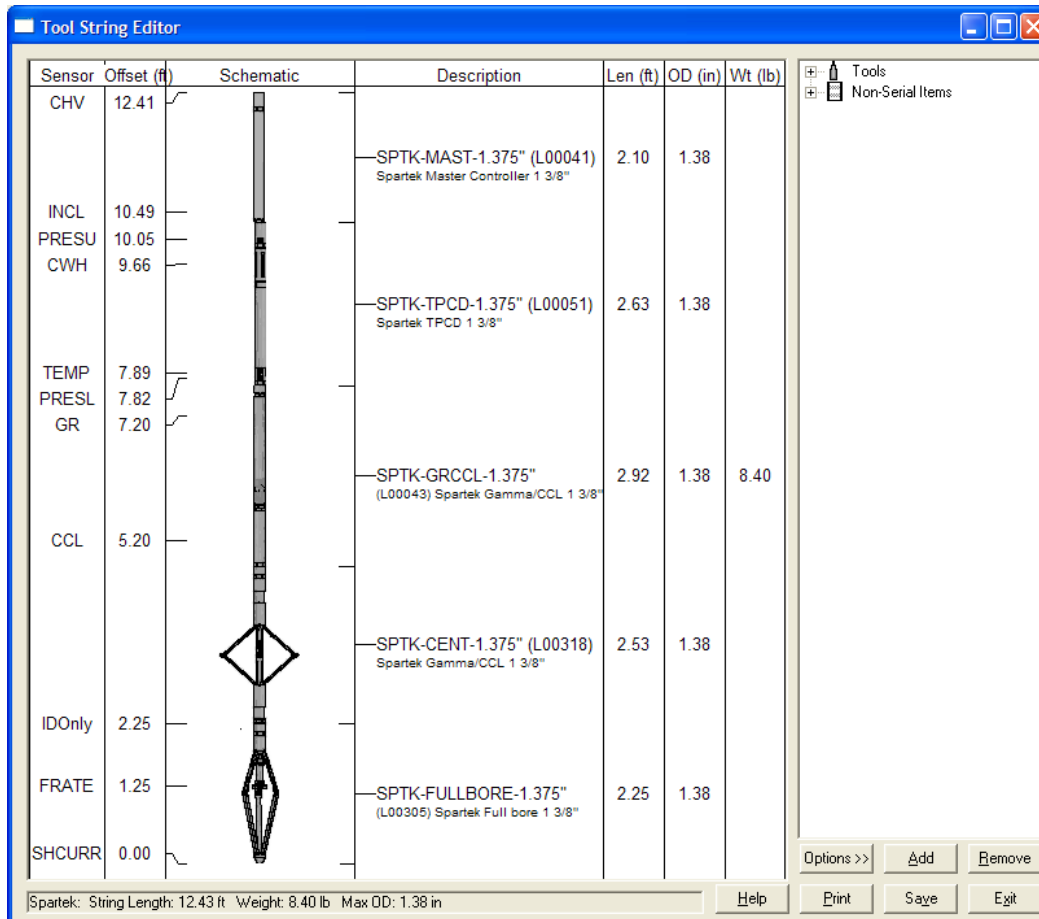 Tool String Editor
Sensor Offset (ft) Schematic Description Len (ft) OD (in) Wt (lb)
CHV 12.41
SPTK-MAST-1.375" (L00041) 2.10 1.38
Spartek Master Controller 1 3/8"
INCL 10.49
PRESU 10.05
CWH 9.66
SPTK-TPCD-1.375" (L00051) 2.63 1.38
Spartek TPCD 1 3/8"
TEMP 7.89
PRESL 7.82
GR 7.20
SPTK-GRCCL-1.375" 2.92 1.38 8.40
(L00043) Spartek Gamma/CCL 1 3/8"
CCL 5.20
SPTK-CENT-1.375" (L00318) 2.53 1.38
Spartek Gamma/CCL 1 3/8"
IDOnly 2.25
FRATE 1.25
SPTK-FULLBORE-1.375" 2.25 1.38
(L00305) Spartek Full bore 1 3/8"
SHCURR 0.00
Tools
Non-Serial Items
Options >> Add Remove
Spartek: String Length: 12.43 ft Weight: 8.40 lb Max OD: 1.38 in
Help Print Save Exit